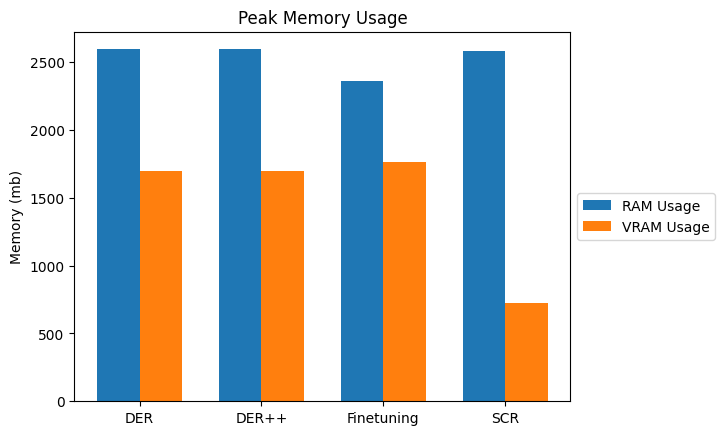 Peak Memory Usage
Memory (mb)
2500
2000
1500
1000
500
0
DER
DER++
Finetuning
SCR
RAM Usage
VRAM Usage